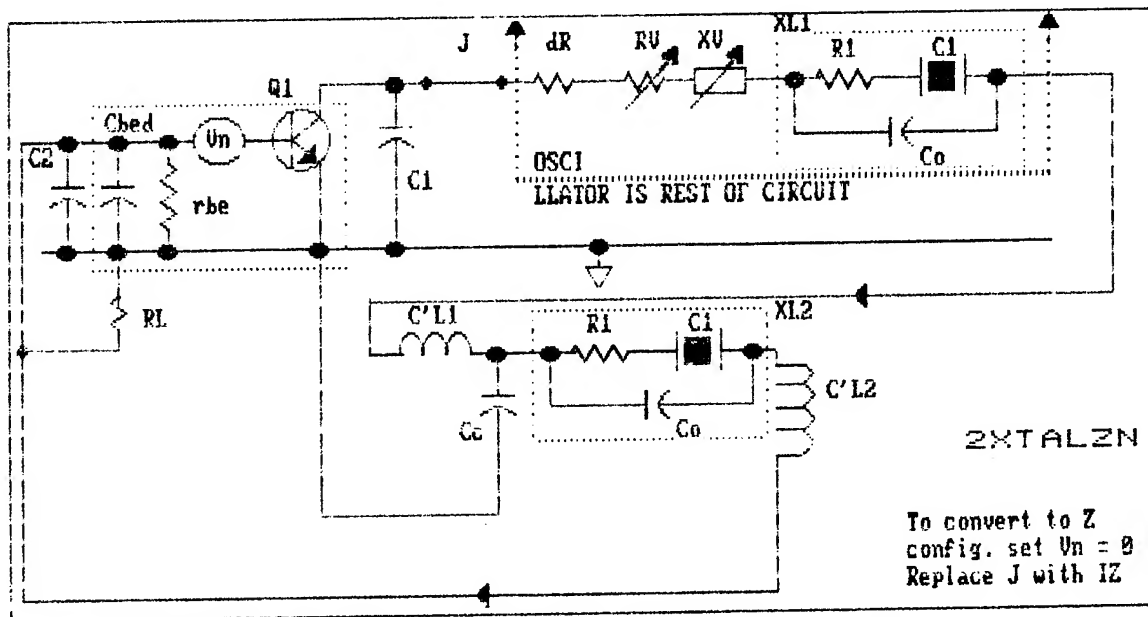 J
dR
RV
XV
XL1
R1
C1
Q1
Cbed
Vn
C2
rbe
C1
Co
OSCI
LLATOR IS REST OF CIRCUIT
RL
C'L1
R1
C1
XL2
C'L2
Cc
Co
2XTALZN
To convert to Z
config. set Vn = 0
Replace J with IZ